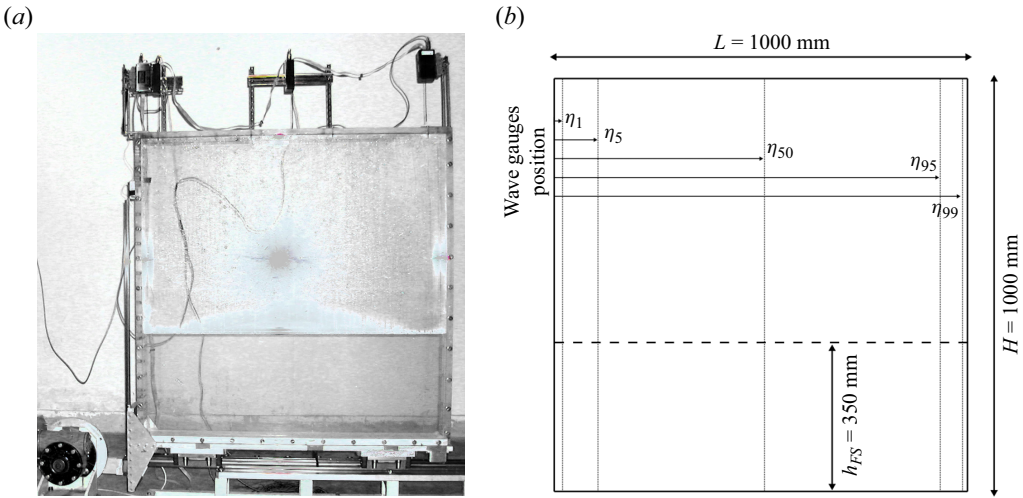 (a)
(b)
L = 1000 mm
Wave gauges
position
η1
η5
η50
η95
η99
H = 1000 mm
hFS = 350 mm